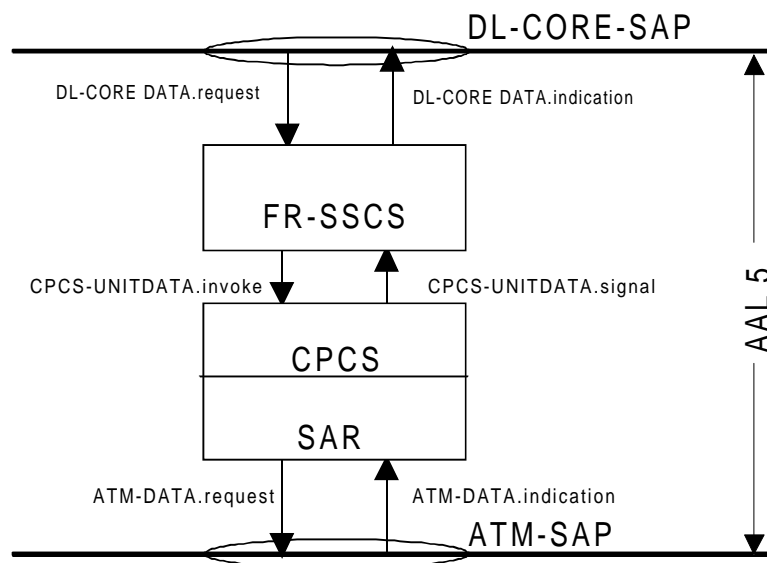 DL-CORE-SAP
DL-CORE DATA.request
DL-CORE DATA.indication
FR-SSCS
CPCS-UNITDATA.invoke
CPCS-UNITDATA.signal
AAL 5
CPCS
SAR
ATM-DATA.request
ATM-DATA.indication
ATM-SAP